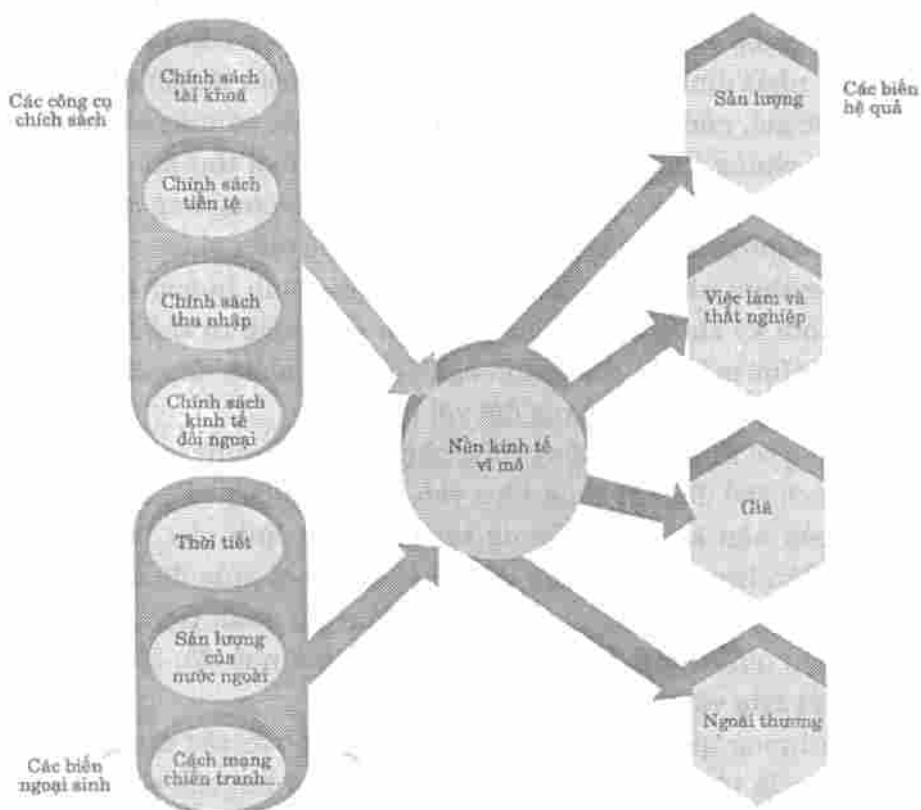 Các công cụ
chích sách
Chính sách
tài khoá
Chính sách
tiền tệ
Chính sách
thu nhập
Chính sách
kinh tế
đối ngoại
Thời tiết
Sản lượng
của
nước ngoài
Cách mạng
chiến tranh...
Các biến
ngoại sinh
Nền kinh tế
vĩ mô
Sản lượng
Các biến
hệ quả
Việc làm và
thất nghiệp
Giá
Ngoại thương